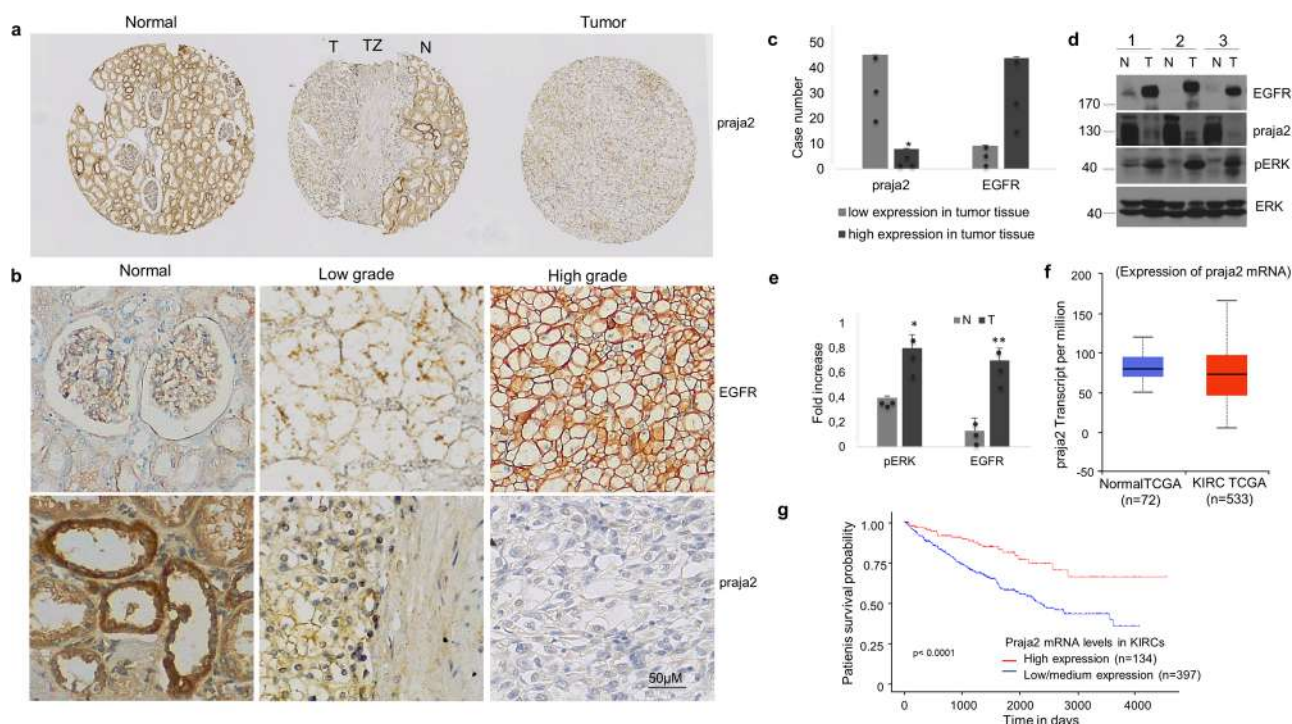 a
Normal
T
TZ
N
Tumor
praja2
b
Normal
Low grade
High grade
EGFR
praja2
50µM
c
50
40
30
20
10
0
Case number
*
praja2
EGFR
low expression in tumor tissue
high expression in tumor tissue
d
1 2 3
N T N T N T
EGFR
170
praja2
130
pERK
40
ERK
40
e
1
0,8
0,6
0,4
0,2
0
Fold increase
N T
*
**
pERK
EGFR
f
(Expression of praja2 mRNA)
200
150
100
50
0
-50
praja2 Transcript per million
NormalTCGA
(n=72)
KIRC TCGA
(n=533)
g
1.00
0.75
0.50
0.25
0.00
Patienis survival probability
p< 0.0001
Praja2 mRNA levels in KIRCs
High expression (n=134)
Low/medium expression (n=397)
0 1000 2000 3000 4000
Time in days